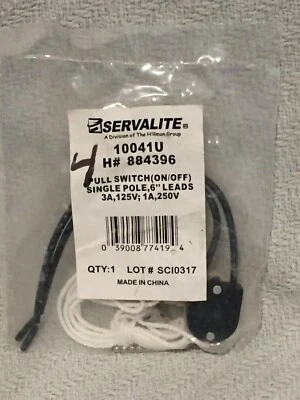 SERVALITE®
A Division of The Hillman Group
10041U
H# 884396
4
PULL SWITCH(ON/OFF)
SINGLE POLE,6" LEADS
3A,125V; 1A,250V
0 39008 77419 4
QTY:1 LOT # SCI0317
MADE IN CHINA